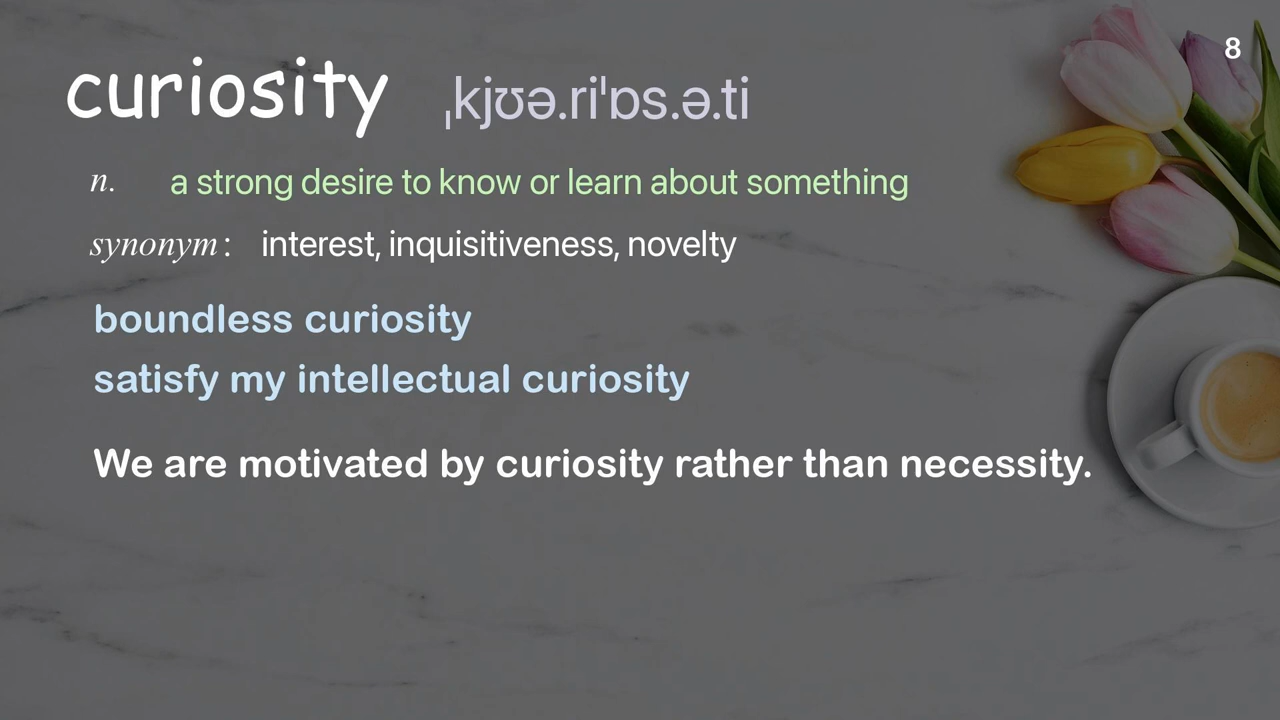 8
curiosity ˌkjʊə.riˈɒs.ə.ti
n. a strong desire to know or learn about something
synonym: interest, inquisitiveness, novelty
boundless curiosity
satisfy my intellectual curiosity
We are motivated by curiosity rather than necessity.